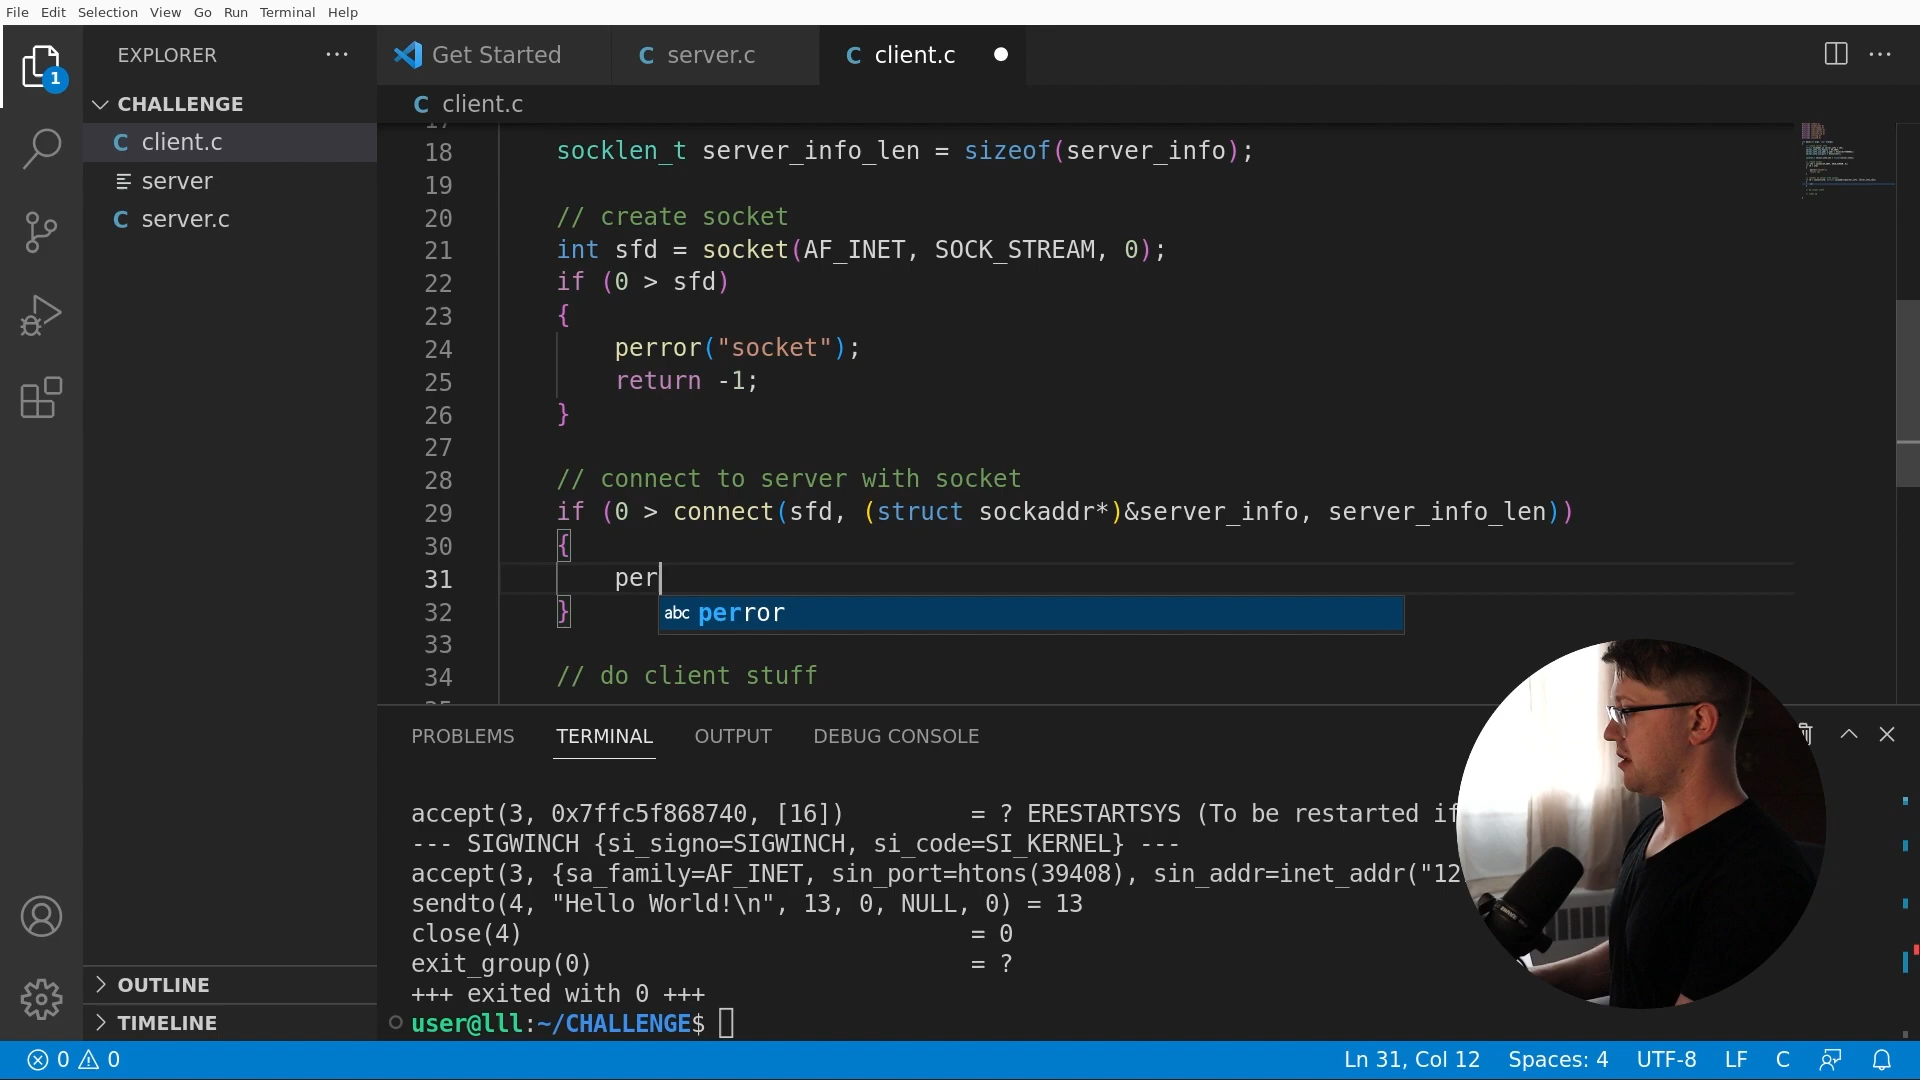 File Edit Selection View Go Run Terminal Help
EXPLORER ...
Get Started
server.c
client.c
1
CHALLENGE
client.c
server
server.c
client.c
18 socklen_t server_info_len = sizeof(server_info);
19
20 // create socket
21 int sfd = socket(AF_INET, SOCK_STREAM, 0);
22 if (0 > sfd)
23 {
24 perror("socket");
25 return -1;
26 }
27
28 // connect to server with socket
29 if (0 > connect(sfd, (struct sockaddr*)&server_info, server_info_len))
30 {
31 per
abc perror
32 }
33
34 // do client stuff
PROBLEMS TERMINAL OUTPUT DEBUG CONSOLE
accept(3, 0x7ffc5f868740, [16]) = ? ERESTARTSYS (To be restarted if
--- SIGWINCH {si_signo=SIGWINCH, si_code=SI_KERNEL} ---
accept(3, {sa_family=AF_INET, sin_port=htons(39408), sin_addr=inet_addr("12
sendto(4, "Hello World!\n", 13, 0, NULL, 0) = 13
close(4) = 0
exit_group(0) = ?
+++ exited with 0 +++
user@lll:~/CHALLENGE$
OUTLINE
TIMELINE
0 0
Ln 31, Col 12 Spaces: 4 UTF-8 LF C